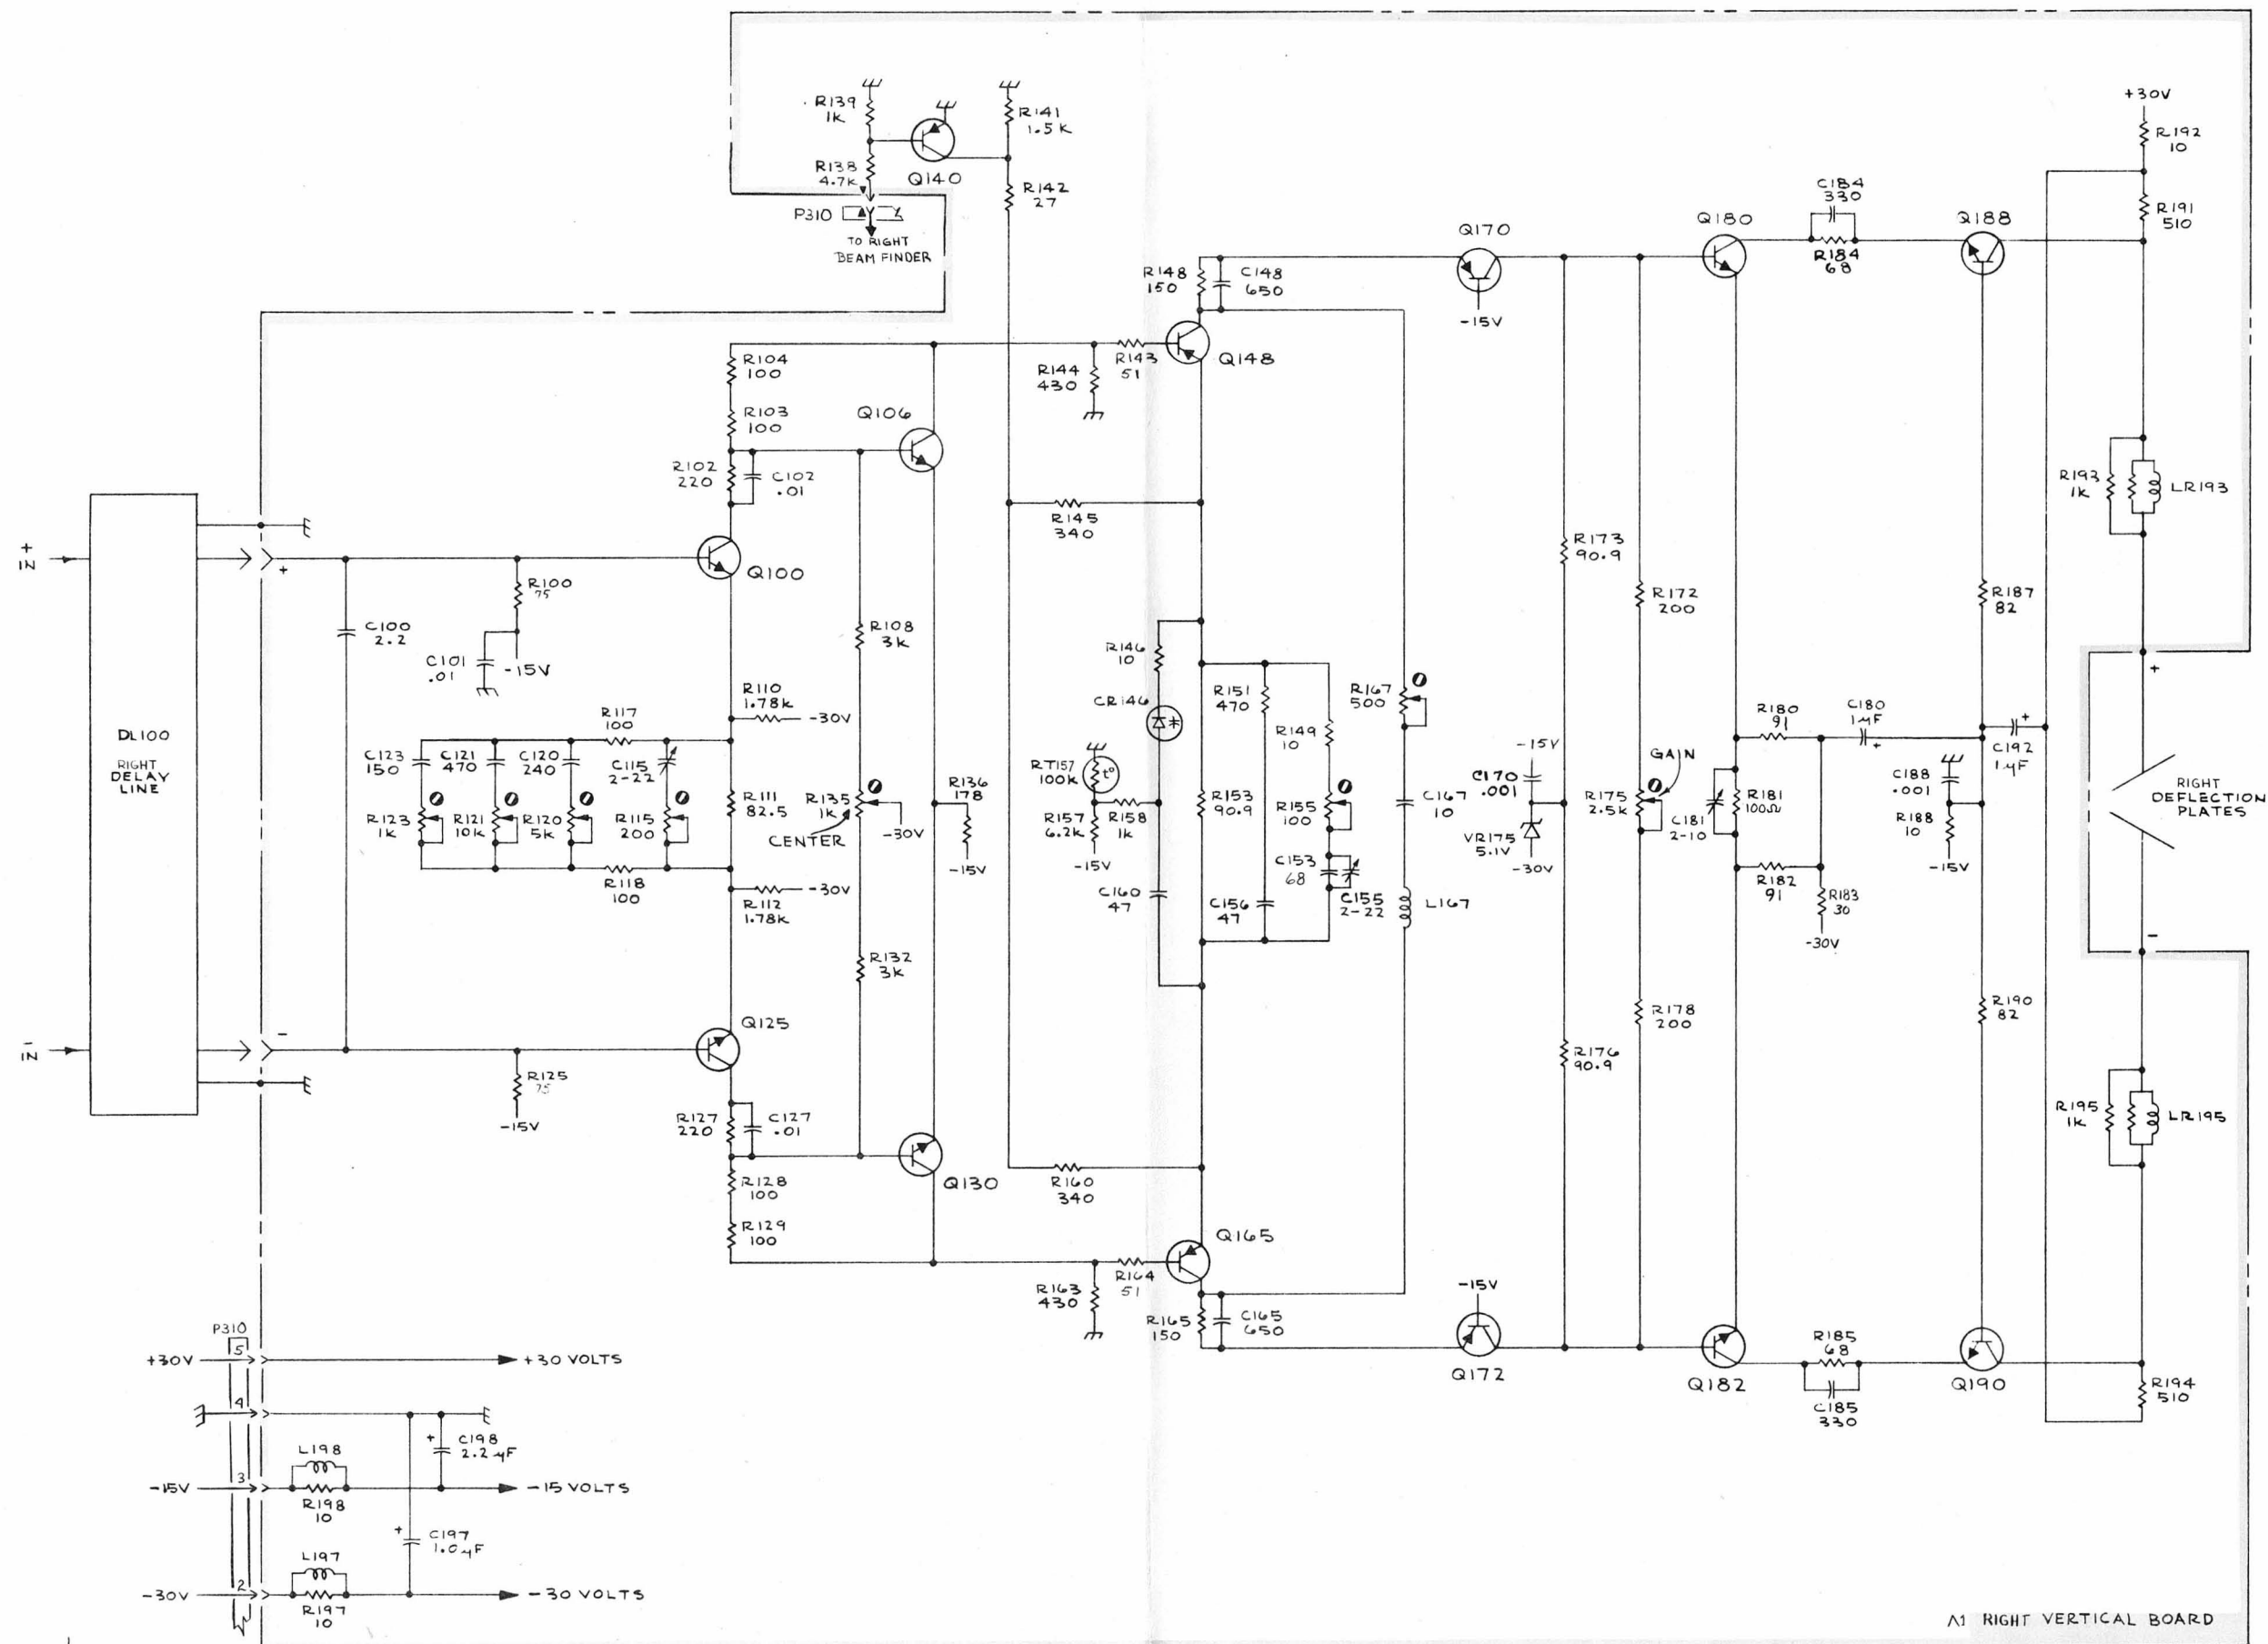 R139
1K
R138
4.7K
Q140
R141
1.5K
R142
27
P310
TO RIGHT
BEAM FINDER
+30V
R192
10
R191
510
C184
330
R184
68
Q180
Q188
Q170
-15V
R148
150
C148
650
Q148
R143
51
R144
430
R104
100
R103
100
Q106
R102
220
C102
.01
R145
340
R193
1K
LR193
+
IN
+
Q100
R100
75
C100
2.2
C101
.01
-15V
R108
3K
R173
90.9
R172
200
R187
82
R146
10
CR146
R151
470
R149
10
R167
500
R110
1.78K
-30V
R117
100
C123
150
C121
470
C120
240
C115
2-22
R123
1K
R121
10K
R120
5K
R115
200
R111
82.5
R135
1K
CENTER
-30V
R136
178
-15V
R118
100
-30V
R112
1.78K
RT157
100K
t°
R157
6.2K
R158
1K
-15V
R153
90.9
R155
100
C160
47
C156
47
C153
68
C155
2-22
C167
10
L167
-15V
C170
.001
VR175
5.1V
-30V
GAIN
R175
2.5K
C181
2-10
R181
100Ω
R180
91
C180
1µF
+
R182
91
R183
30
-30V
C188
.001
R188
10
-15V
+
C192
1µF
+
RIGHT
DEFLECTION
PLATES
-
DL100
RIGHT
DELAY
LINE
R132
3K
R178
200
R190
82
R176
90.9
-
IN
-
R125
75
-15V
Q125
R127
220
C127
.01
R128
100
Q130
R129
100
R160
340
Q165
R164
51
R163
430
R165
150
C165
650
-15V
Q172
Q182
R185
68
C185
330
Q190
R195
1K
LR195
R194
510
P310
+30V
5
+30 VOLTS
4
+
C198
2.2µF
L198
-15V
3
-15 VOLTS
R198
10
+
C197
1.0µF
L197
-30V
2
-30 VOLTS
R197
10
A1 RIGHT VERTICAL BOARD